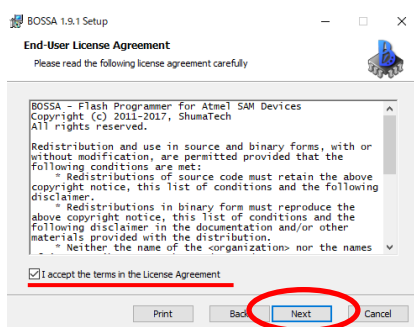 BOSSA 1.9.1 Setup
End-User License Agreement
Please read the following license agreement carefully
BOSSA - Flash Programmer for Atmel SAM Devices
Copyright (c) 2011-2017, ShumaTech
All rights reserved.
Redistribution and use in source and binary forms, with or
without modification, are permitted provided that the
following conditions are met:
* Redistributions of source code must retain the above
copyright notice, this list of conditions and the following
disclaimer.
* Redistributions in binary form must reproduce the
above copyright notice, this list of conditions and the
following disclaimer in the documentation and/or other
materials provided with the distribution.
* Neither the name of the <organization> nor the names
I accept the terms in the License Agreement
Print Back Next Cancel